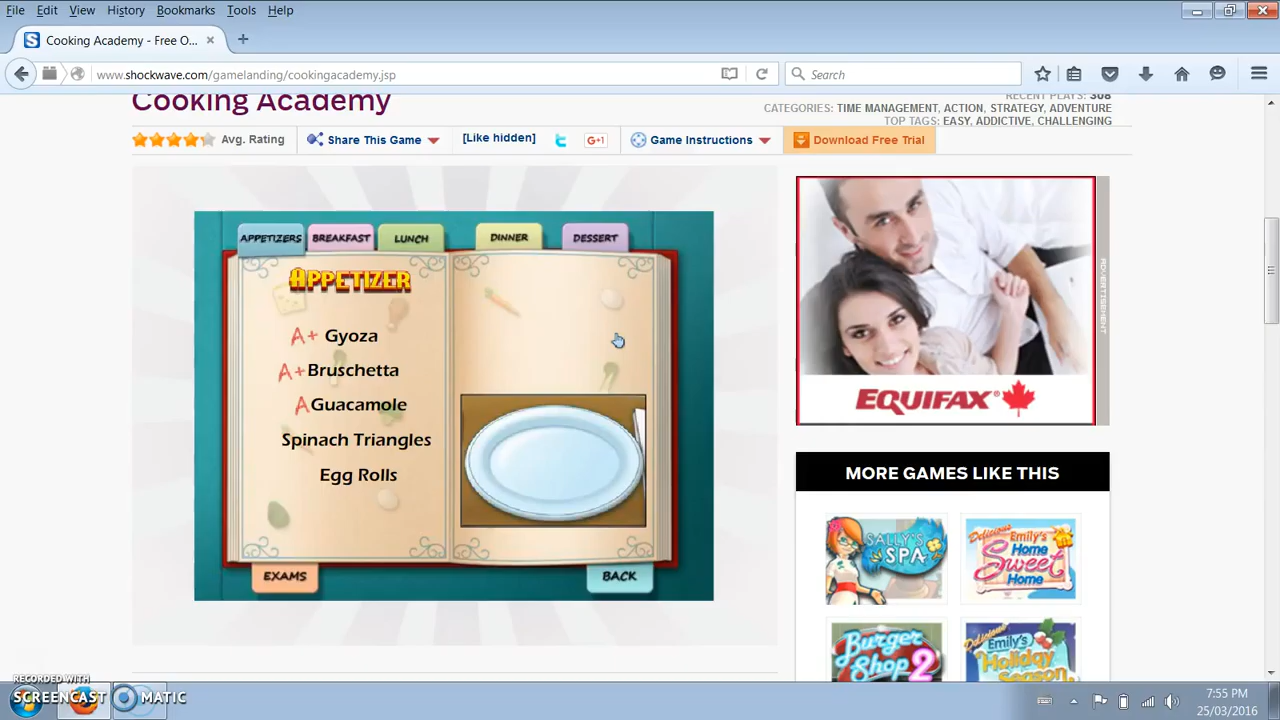 File Edit View History Bookmarks Tools Help
Cooking Academy - Free O...
www.shockwave.com/gamelanding/cookingacademy.jsp
Search
Cooking Academy
RECENT PLAYS: 308
CATEGORIES: TIME MANAGEMENT, ACTION, STRATEGY, ADVENTURE
TOP TAGS: EASY, ADDICTIVE, CHALLENGING
Avg. Rating Share This Game [Like hidden] G+1 Game Instructions Download Free Trial
APPETIZERS BREAKFAST LUNCH DINNER DESSERT
APPETIZER
A+ Gyoza
A+ Bruschetta
A Guacamole
Spinach Triangles
Egg Rolls
EXAMS BACK
ADVERTISEMENT
EQUIFAX
MORE GAMES LIKE THIS
SALLY'S SPA
Delicious Emily's Home Sweet Home
Burger Shop 2
Delicious Emily's Holiday Season
RECORDED WITH
SCREENCAST MATIC
7:55 PM
25/03/2016